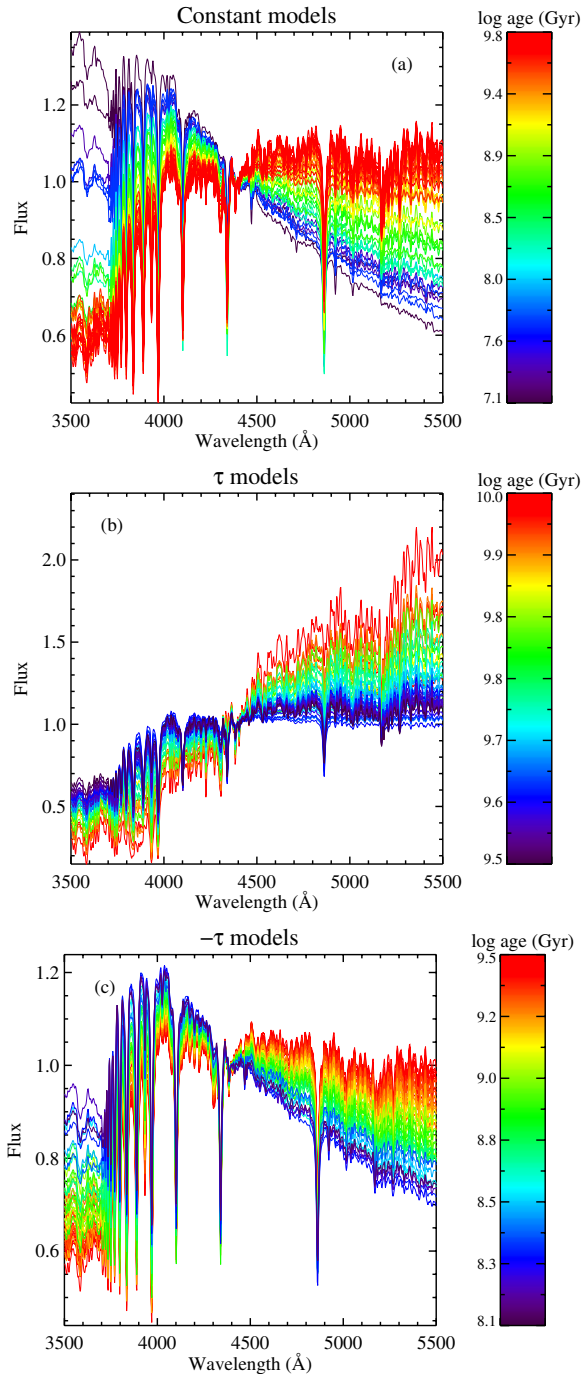 Constant models
log age (Gyr)
(a)
1.2
1.0
0.8
0.6
Flux
3500 4000 4500 5000 5500
Wavelength (Å)
9.8
9.4
8.9
8.5
8.0
7.6
7.1
τ models
log age (Gyr)
(b)
2.0
1.5
1.0
0.5
Flux
3500 4000 4500 5000 5500
Wavelength (Å)
10.0
9.9
9.8
9.7
9.7
9.6
9.5
−τ models
log age (Gyr)
(c)
1.2
1.0
0.8
0.6
Flux
3500 4000 4500 5000 5500
Wavelength (Å)
9.5
9.2
9.0
8.8
8.5
8.3
8.1